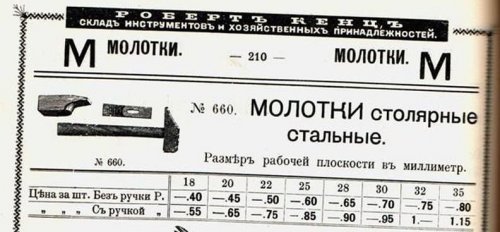 РОБЕРТЪ КЕНЦЪ
СКЛАДЪ ИНСТРУМЕНТОВЪ И ХОЗЯЙСТВЕННЫХЪ ПРИНАДЛЕЖНОСТЕЙ.
М МОЛОТКИ. — 210 — МОЛОТКИ. М
№ 660. МОЛОТКИ столярные
стальные.
№ 660. Размѣръ рабочей плоскости въ миллиметр.
18 20 22 25 28 30 32 35
Цѣна за шт. Безъ ручки Р. —.40 —.45 —.50 —.60 —.65 —.70 —.75 —.80
„ „ „ Съ ручкой „ —.55 —.65 —.75 —.85 —.90 —.95 1.— 1.15